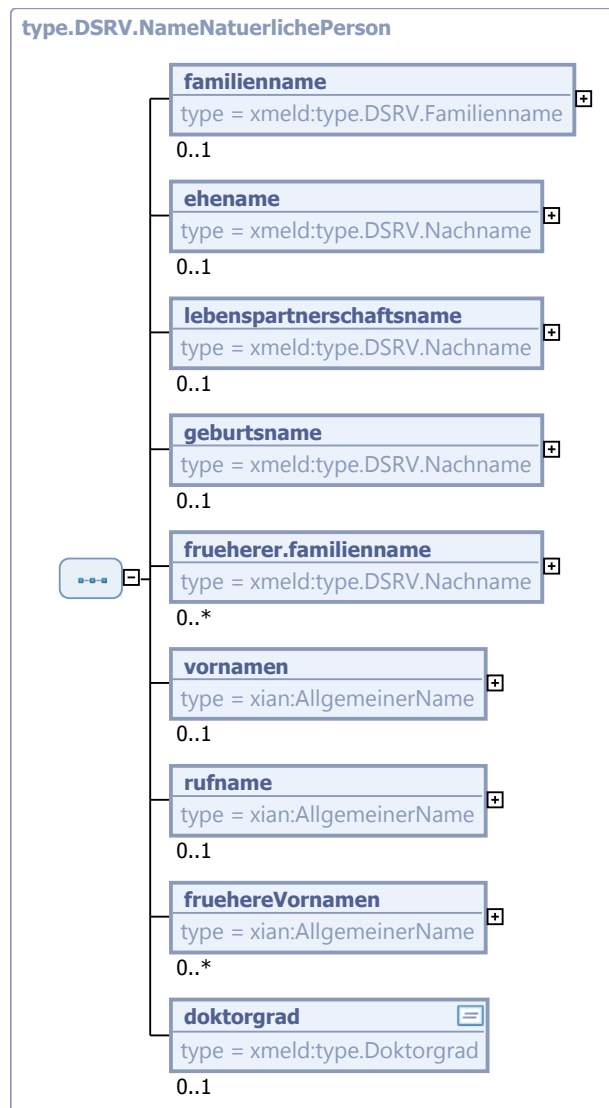 type.DSRV.NameNatuerlichePerson
familienname
type = xmeld:type.DSRV.Familienname
0..1
ehename
type = xmeld:type.DSRV.Nachname
0..1
lebenspartnerschaftsname
type = xmeld:type.DSRV.Nachname
0..1
geburtsname
type = xmeld:type.DSRV.Nachname
0..1
frueherer.familienname
type = xmeld:type.DSRV.Nachname
0..*
vornamen
type = xian:AllgemeinerName
0..1
rufname
type = xian:AllgemeinerName
0..1
fruehereVornamen
type = xian:AllgemeinerName
0..*
doktorgrad
type = xmeld:type.Doktorgrad
0..1